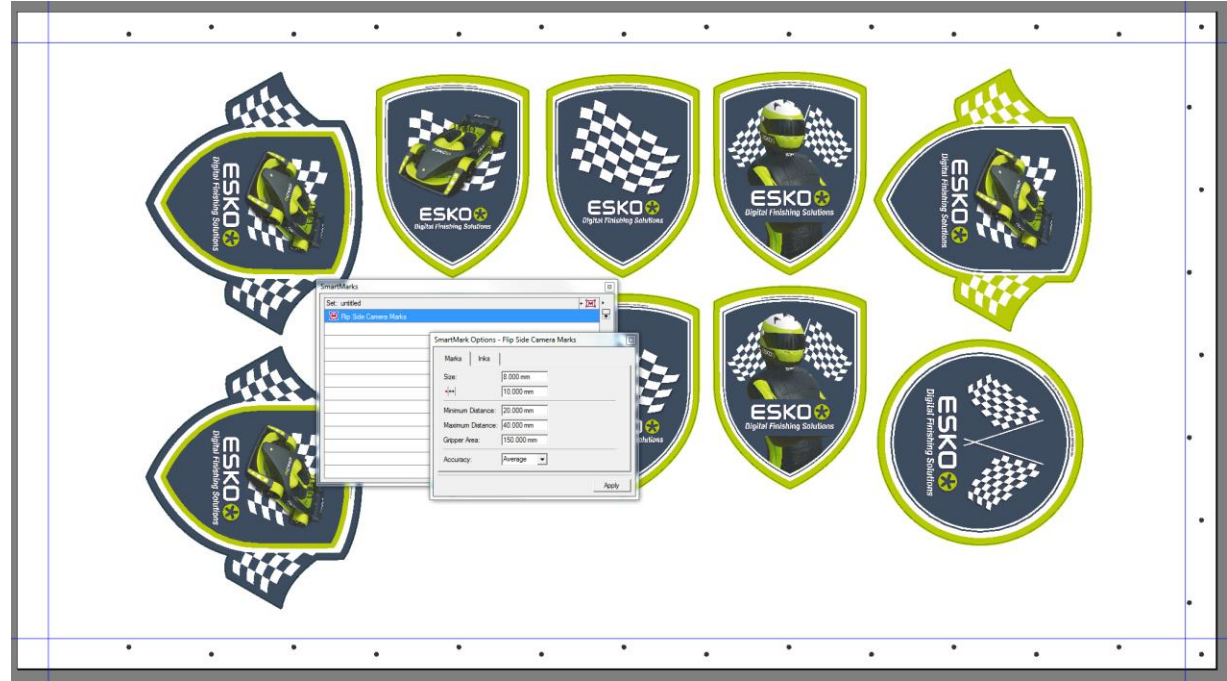 ESKO
Digital Finishing Solutions
ESKO
Digital Finishing Solutions
ESKO
Digital Finishing Solutions
ESKO
Digital Finishing Solutions
ESKO
Digital Finishing Solutions
SmartMarks
Set: untitled
Flip Side Camera Marks
SmartMark Options - Flip Side Camera Marks
Marks Inks
Size: 8.000 mm
10.000 mm
Minimum Distance: 20.000 mm
Maximum Distance: 40.000 mm
Gripper Area: 150.000 mm
Accuracy: Average
Apply
ESKO
Digital Finishing Solutions
Solutions
ESKO
Digital Finishing Solutions
ESKO
Digital Finishing Solutions